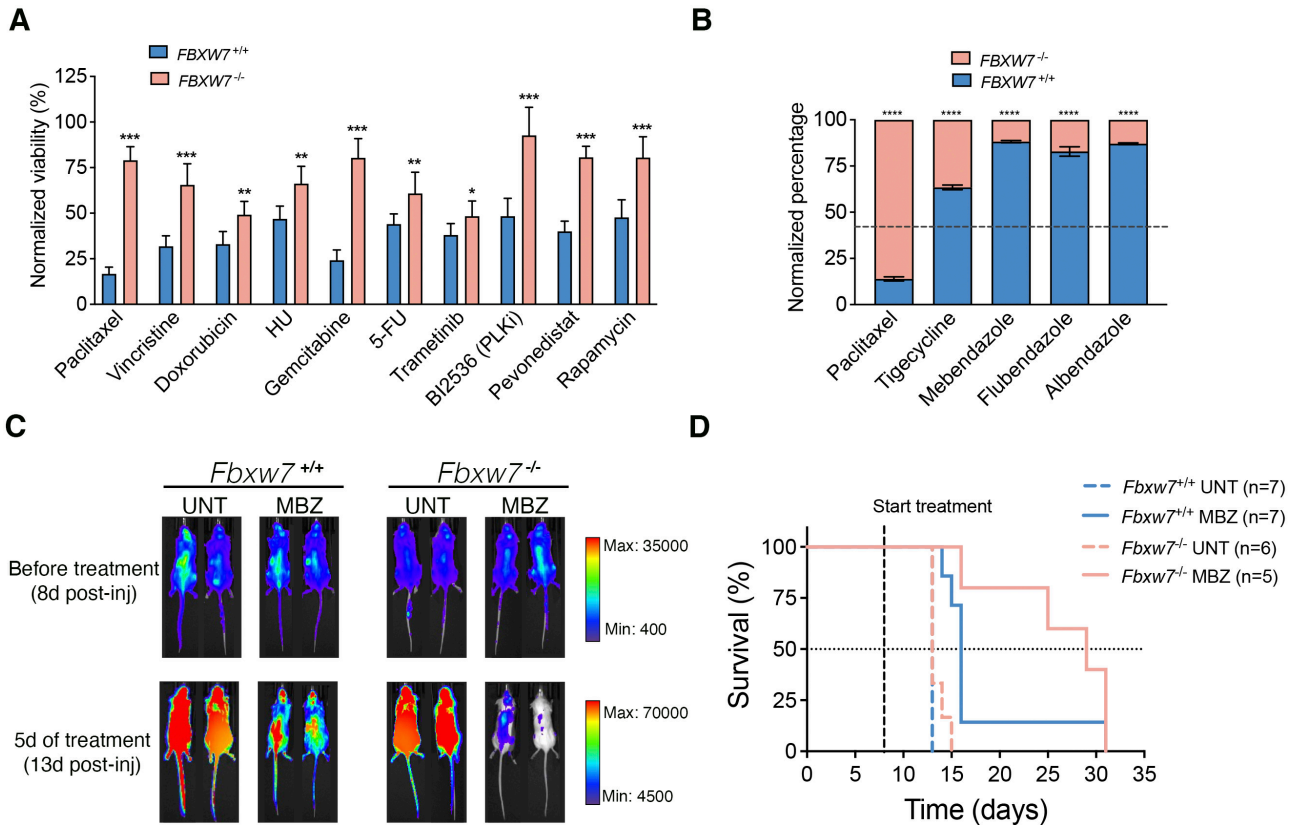 A
FBXW7 +/+
FBXW7 -/-
Normalized viability (%)
125
100
75
50
25
0
***
***
**
**
***
**
*
***
***
***
Paclitaxel
Vincristine
Doxorubicin
HU
Gemcitabine
5-FU
Trametinib
BI2536 (PLKi)
Pevonedistat
Rapamycin
B
FBXW7 -/-
FBXW7 +/+
Normalized percentage
100
75
50
25
0
****
****
****
****
****
Paclitaxel
Tigecycline
Mebendazole
Flubendazole
Albendazole
C
Fbxw7 +/+
Fbxw7 -/-
UNT
MBZ
UNT
MBZ
Before treatment
(8d post-inj)
Max: 35000
Min: 400
5d of treatment
(13d post-inj)
Max: 70000
Min: 4500
D
Start treatment
Fbxw7+/+ UNT (n=7)
Fbxw7+/+ MBZ (n=7)
Fbxw7-/- UNT (n=6)
Fbxw7-/- MBZ (n=5)
Survival (%)
100
75
50
25
0
0
5
10
15
20
25
30
35
Time (days)